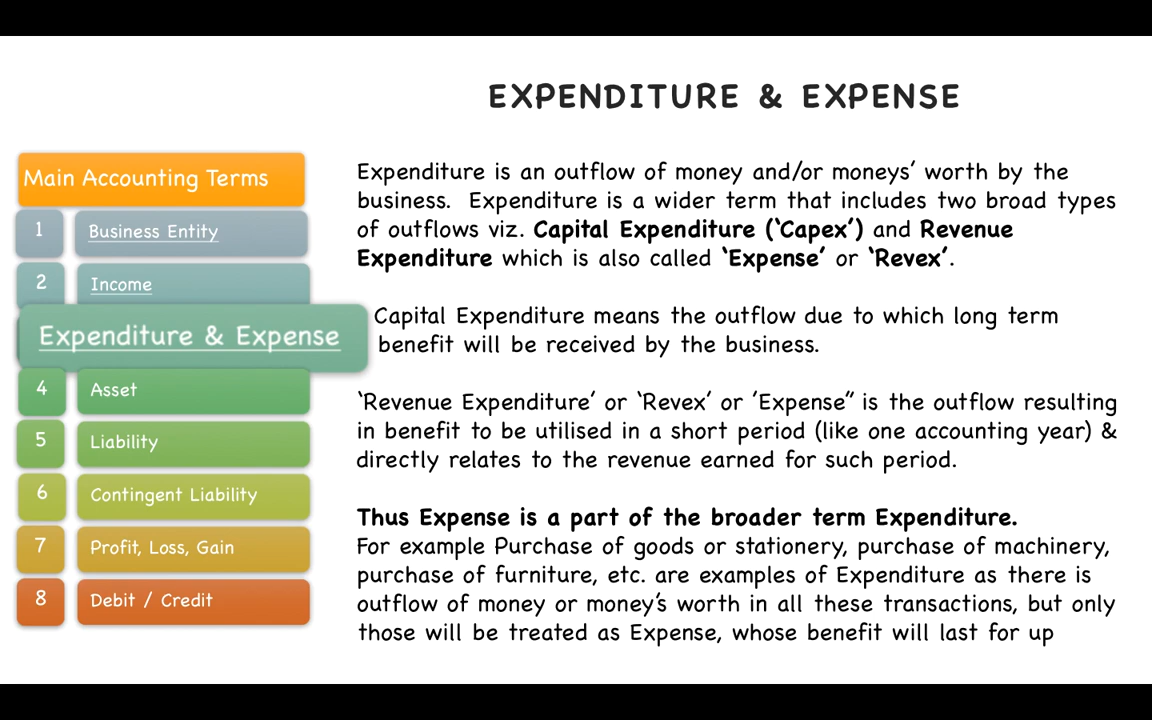 EXPENDITURE & EXPENSE
Main Accounting Terms
1
Business Entity
2
Income
Expenditure & Expense
4
Asset
5
Liability
6
Contingent Liability
7
Profit, Loss, Gain
8
Debit / Credit
Expenditure is an outflow of money and/or moneys’ worth by the
business. Expenditure is a wider term that includes two broad types
of outflows viz. Capital Expenditure (‘Capex’) and Revenue
Expenditure which is also called ‘Expense’ or ‘Revex’.
Capital Expenditure means the outflow due to which long term
benefit will be received by the business.
‘Revenue Expenditure’ or ‘Revex’ or ’Expense” is the outflow resulting
in benefit to be utilised in a short period (like one accounting year) &
directly relates to the revenue earned for such period.
Thus Expense is a part of the broader term Expenditure.
For example Purchase of goods or stationery, purchase of machinery,
purchase of furniture, etc. are examples of Expenditure as there is
outflow of money or money’s worth in all these transactions, but only
those will be treated as Expense, whose benefit will last for up